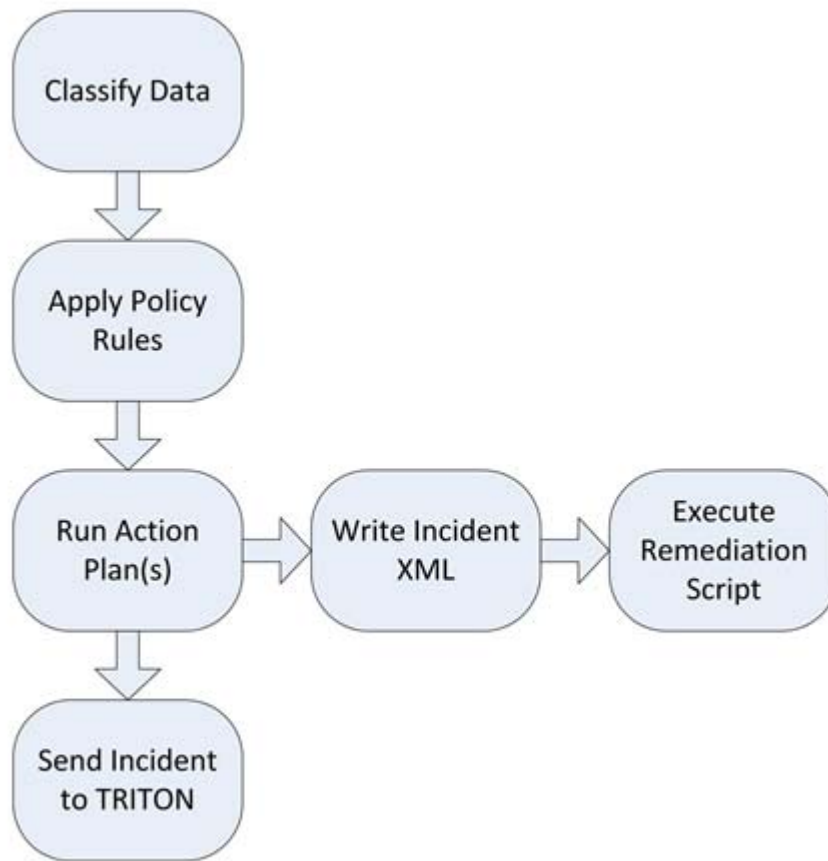 Classify Data
Apply Policy
Rules
Run Action
Plan(s)
Write Incident
XML
Execute
Remediation
Script
Send Incident
to TRITON